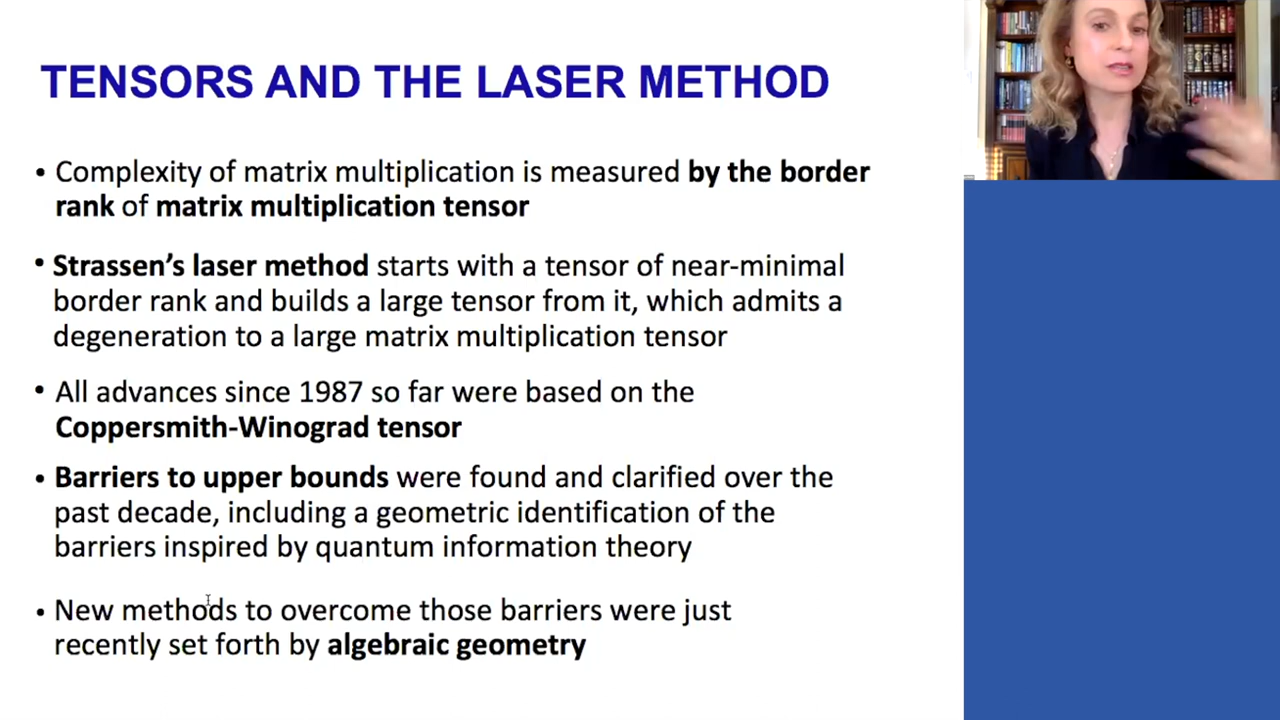 TENSORS AND THE LASER METHOD
• Complexity of matrix multiplication is measured by the border
rank of matrix multiplication tensor
• Strassen’s laser method starts with a tensor of near-minimal
border rank and builds a large tensor from it, which admits a
degeneration to a large matrix multiplication tensor
• All advances since 1987 so far were based on the
Coppersmith-Winograd tensor
• Barriers to upper bounds were found and clarified over the
past decade, including a geometric identification of the
barriers inspired by quantum information theory
• New methods to overcome those barriers were just
recently set forth by algebraic geometry